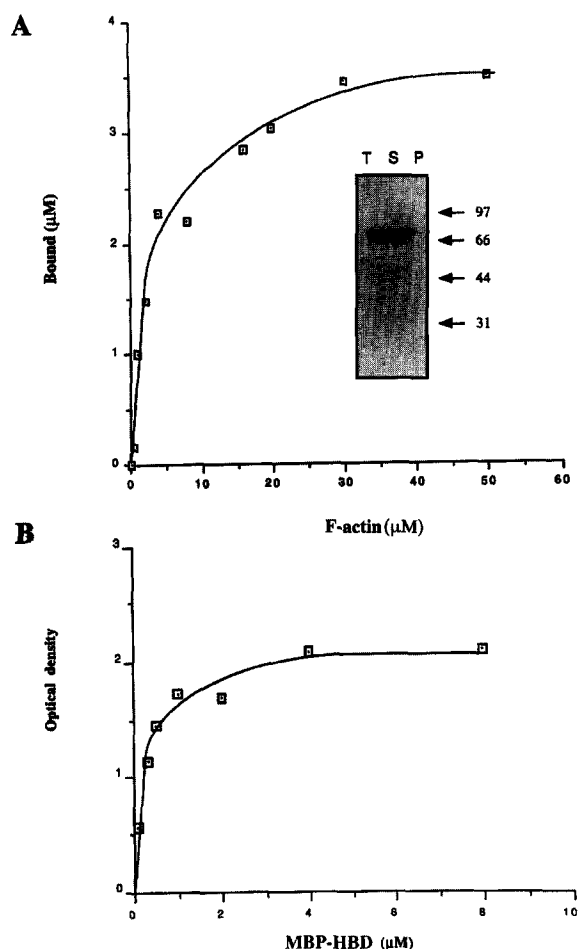 A
4
3
2
1
0
Bound (μM)
T S P
97
66
44
31
0 10 20 30 40 50 60
F-actin (μM)
B
3
2
1
0
Optical density
0 2 4 6 8 10
MBP-HBD (μM)